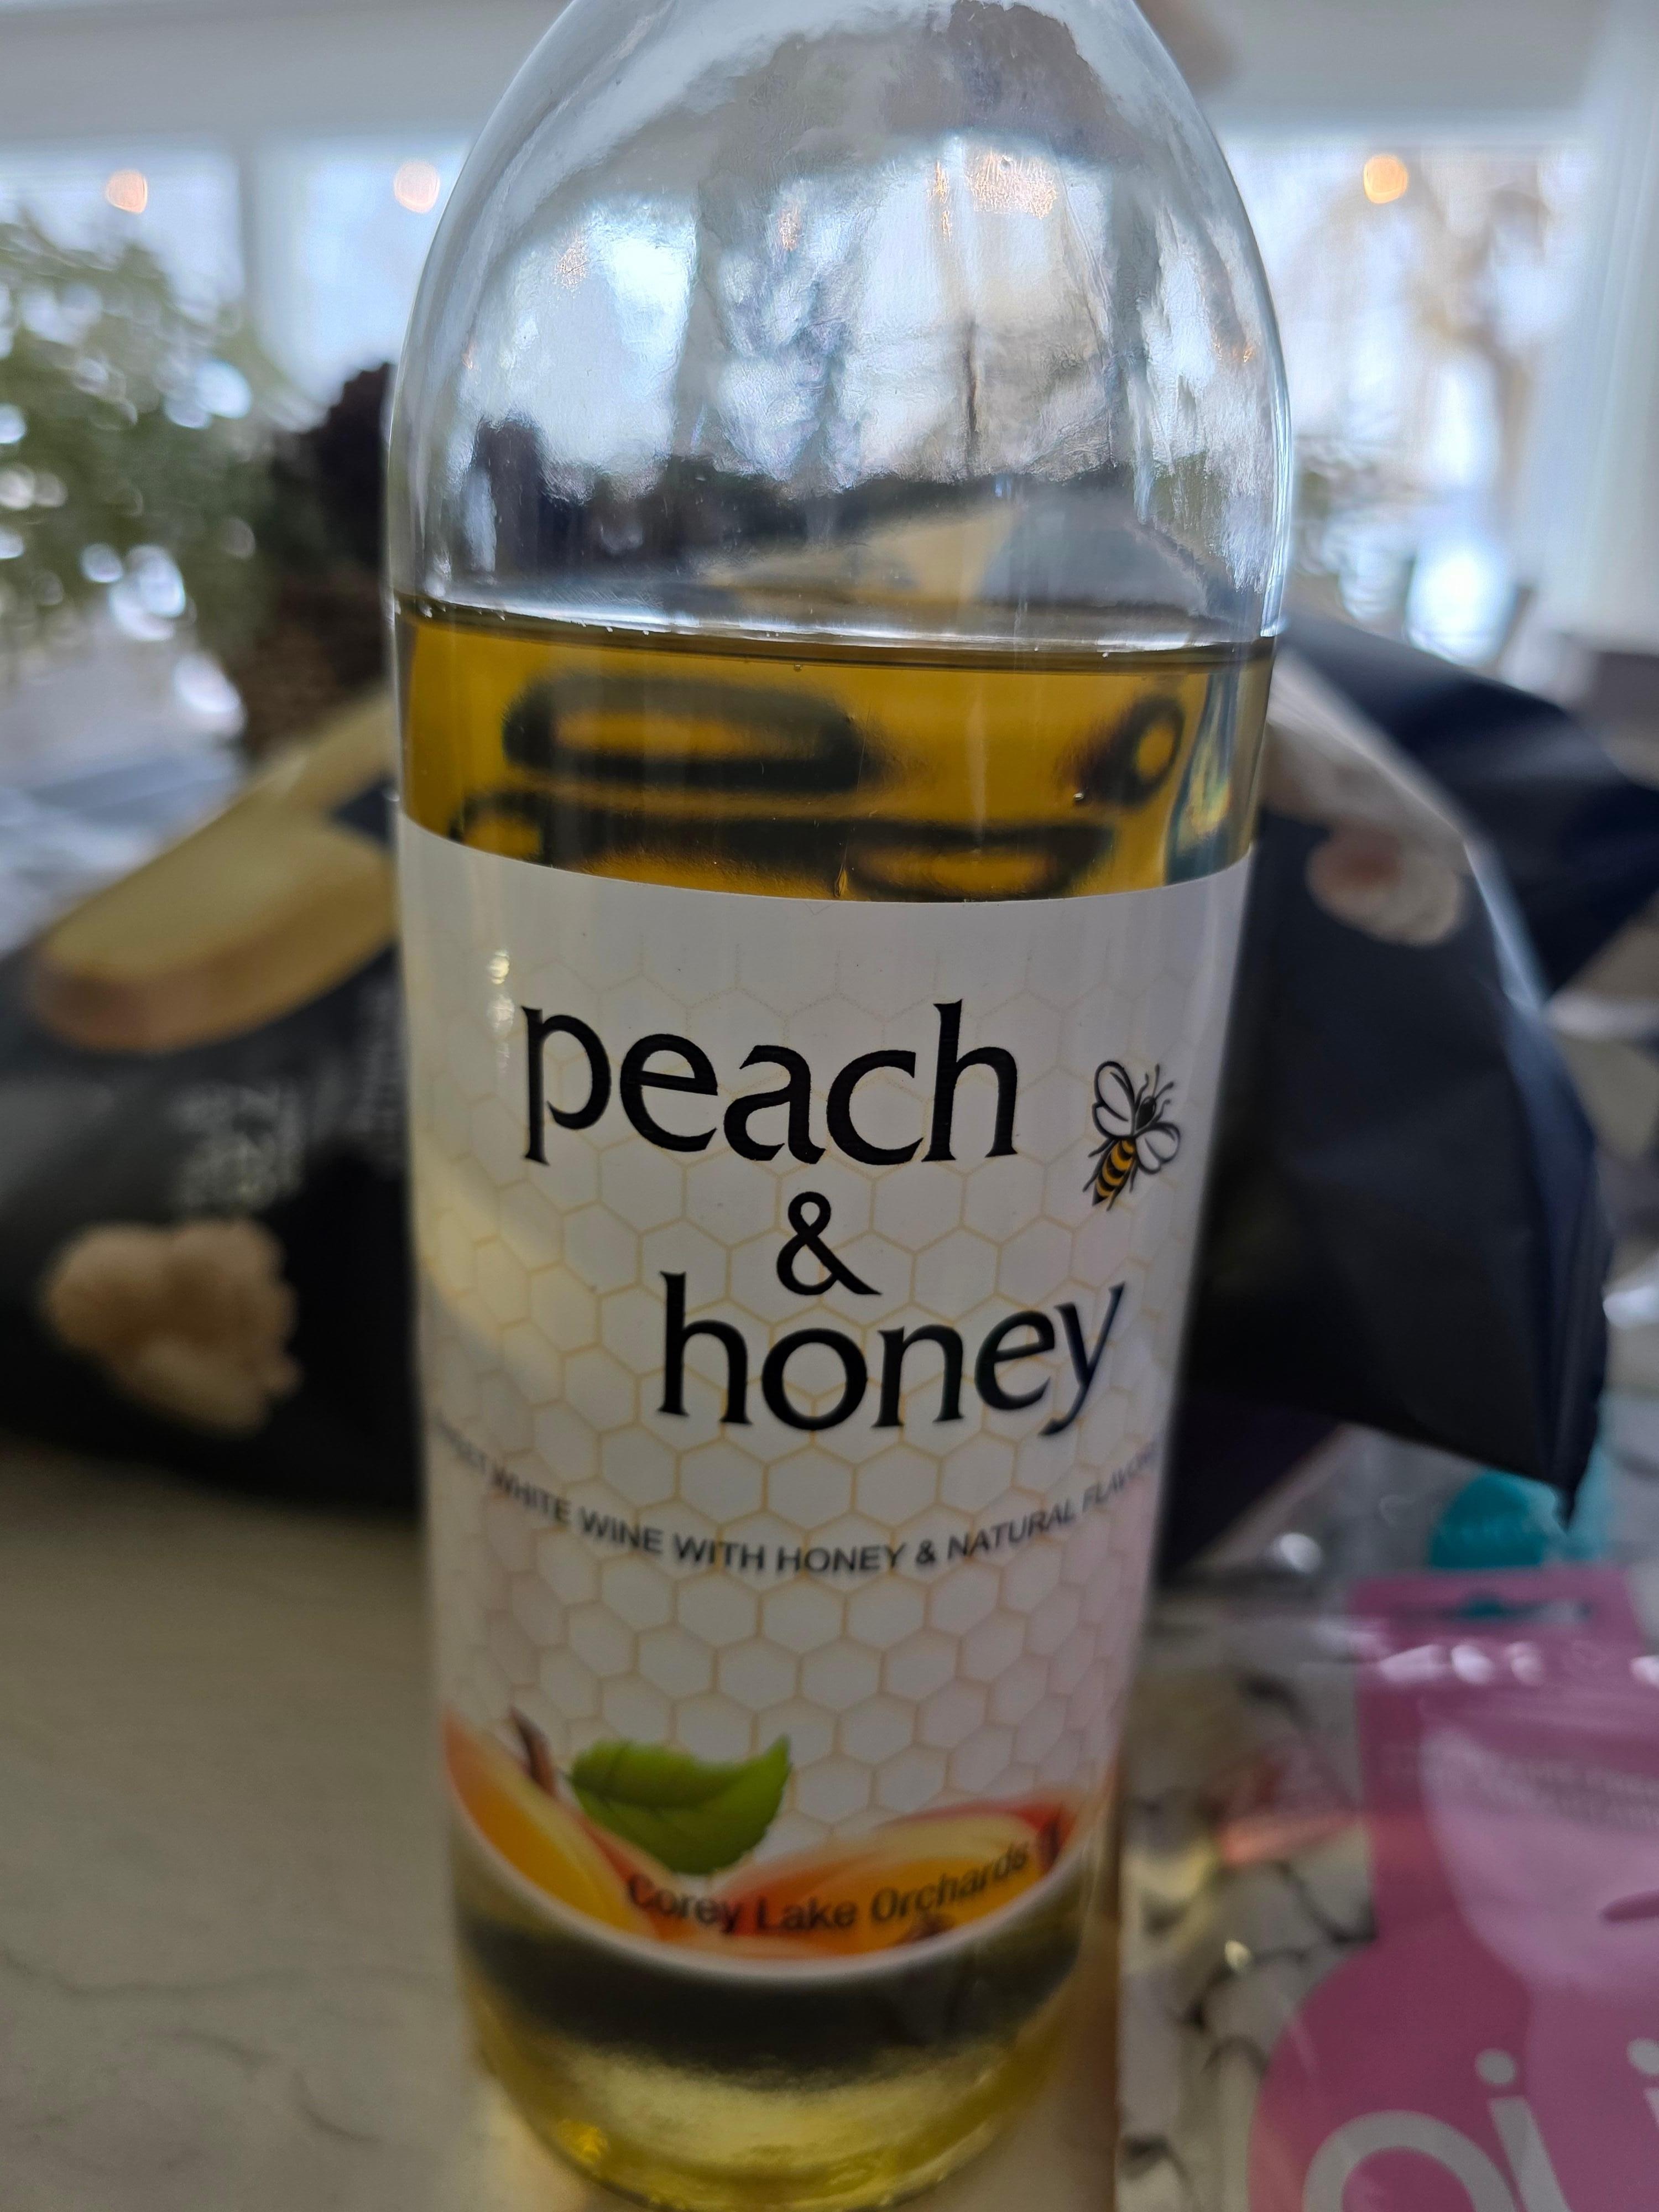 peach
&
honey
WHITE WINE WITH HONEY & NATURAL
Corey Lake Orchards